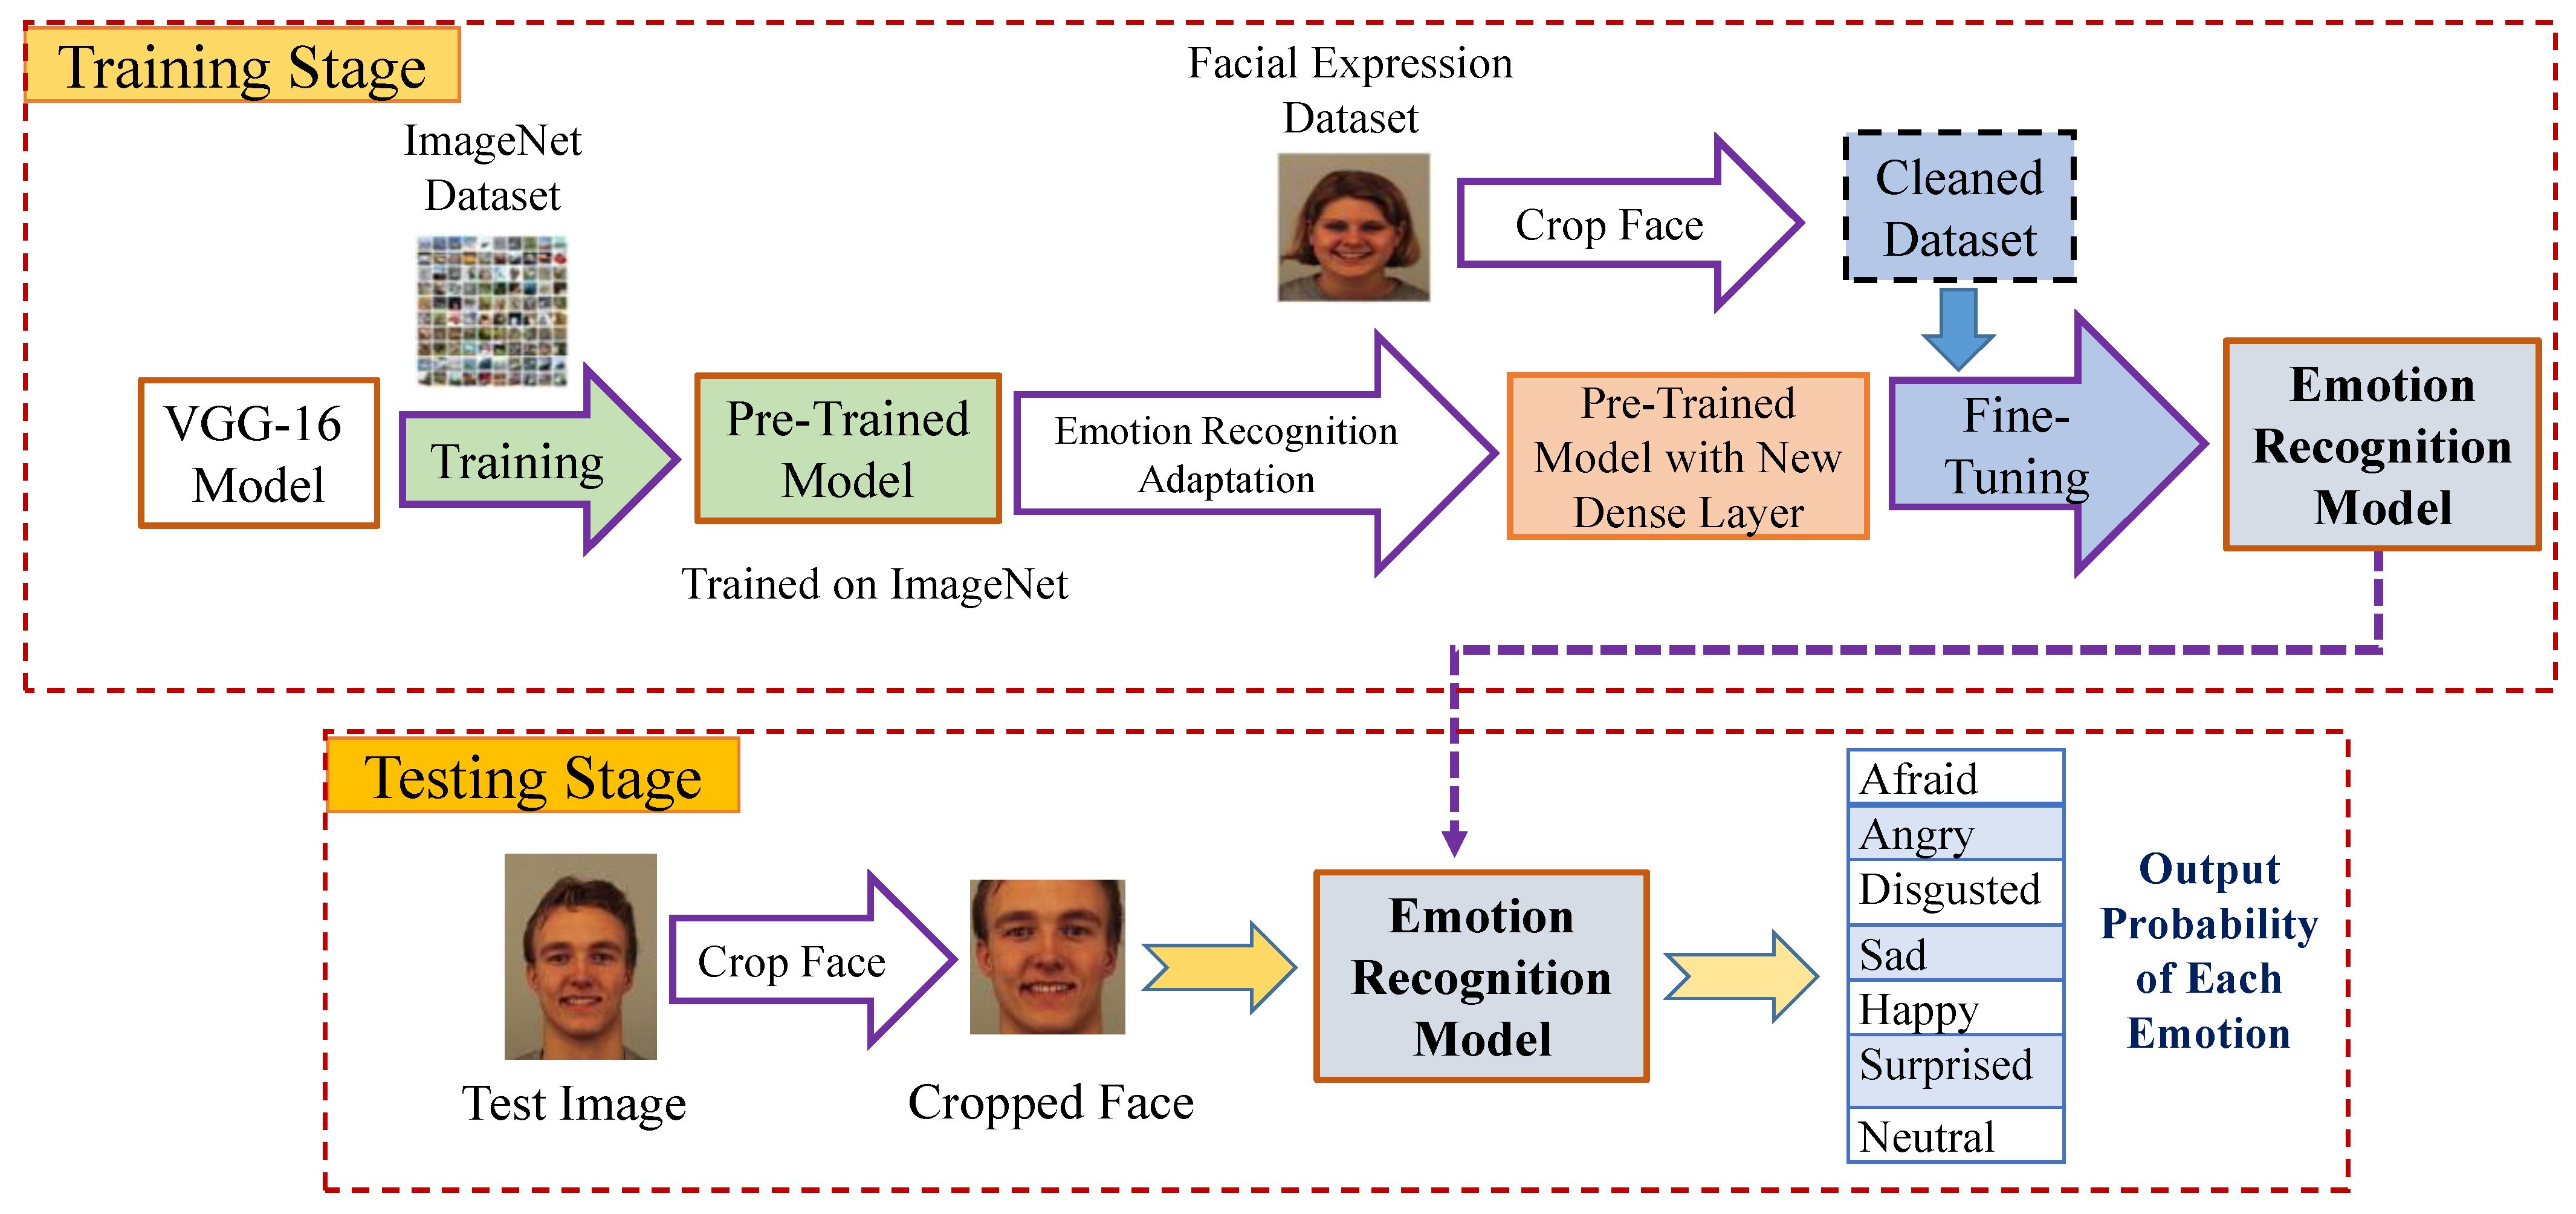 Training Stage
ImageNet
Dataset
Facial Expression
Dataset
Crop Face
Cleaned
Dataset
VGG-16
Model
Training
Pre-Trained
Model
Trained on ImageNet
Emotion Recognition
Adaptation
Pre-Trained
Model with New
Dense Layer
Fine-
Tuning
Emotion
Recognition
Model
Testing Stage
Test Image
Crop Face
Cropped Face
Emotion
Recognition
Model
Afraid
Angry
Disgusted
Sad
Happy
Surprised
Neutral
Output
Probability
of Each
Emotion